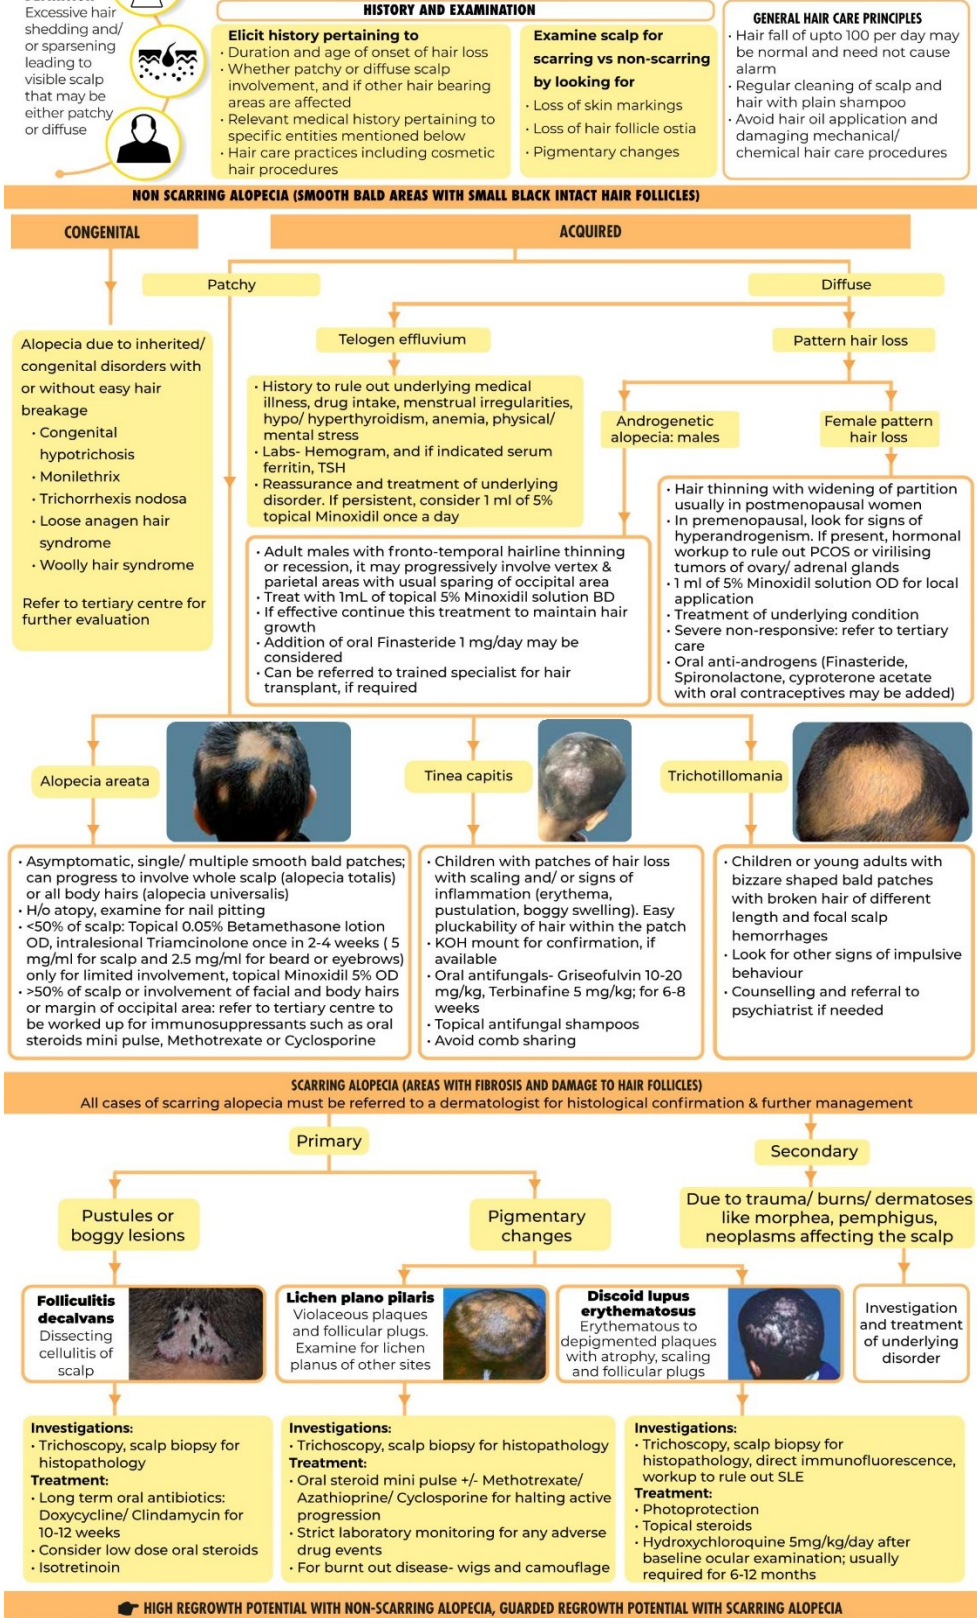 Excessive hair
shedding and/
or sparsening
leading to
visible scalp
that may be
either patchy
or diffuse
HISTORY AND EXAMINATION
Elicit history pertaining to
· Duration and age of onset of hair loss
· Whether patchy or diffuse scalp
involvement, and if other hair bearing
areas are affected
· Relevant medical history pertaining to
specific entities mentioned below
· Hair care practices including cosmetic
hair procedures
Examine scalp for
scarring vs non-scarring
by looking for
· Loss of skin markings
· Loss of hair follicle ostia
· Pigmentary changes
GENERAL HAIR CARE PRINCIPLES
· Hair fall of upto 100 per day may
be normal and need not cause
alarm
· Regular cleaning of scalp and
hair with plain shampoo
· Avoid hair oil application and
damaging mechanical/
chemical hair care procedures
NON SCARRING ALOPECIA (SMOOTH BALD AREAS WITH SMALL BLACK INTACT HAIR FOLLICLES)
CONGENITAL
ACQUIRED
Patchy
Diffuse
Alopecia due to inherited/
congenital disorders with
or without easy hair
breakage
· Congenital
hypotrichosis
· Monilethrix
· Trichorrhexis nodosa
· Loose anagen hair
syndrome
· Woolly hair syndrome
Refer to tertiary centre for
further evaluation
Telogen effluvium
· History to rule out underlying medical
illness, drug intake, menstrual irregularities,
hypo/ hyperthyroidism, anemia, physical/
mental stress
· Labs- Hemogram, and if indicated serum
ferritin, TSH
· Reassurance and treatment of underlying
disorder. If persistent, consider 1 ml of 5%
topical Minoxidil once a day
Pattern hair loss
Androgenetic
alopecia: males
Female pattern
hair loss
· Adult males with fronto-temporal hairline thinning
or recession, it may progressively involve vertex &
parietal areas with usual sparing of occipital area
· Treat with 1mL of topical 5% Minoxidil solution BD
· If effective continue this treatment to maintain hair
growth
· Addition of oral Finasteride 1 mg/day may be
considered
· Can be referred to trained specialist for hair
transplant, if required
· Hair thinning with widening of partition
usually in postmenopausal women
· In premenopausal, look for signs of
hyperandrogenism. If present, hormonal
workup to rule out PCOS or virilising
tumors of ovary/ adrenal glands
· 1 ml of 5% Minoxidil solution OD for local
application
· Treatment of underlying condition
· Severe non-responsive: refer to tertiary
care
· Oral anti-androgens (Finasteride,
Spironolactone, cyproterone acetate
with oral contraceptives may be added)
Alopecia areata
Tinea capitis
Trichotillomania
· Asymptomatic, single/ multiple smooth bald patches;
can progress to involve whole scalp (alopecia totalis)
or all body hairs (alopecia universalis)
· H/o atopy, examine for nail pitting
· <50% of scalp: Topical 0.05% Betamethasone lotion
OD, intralesional Triamcinolone once in 2-4 weeks ( 5
mg/ml for scalp and 2.5 mg/ml for beard or eyebrows)
only for limited involvement, topical Minoxidil 5% OD
· >50% of scalp or involvement of facial and body hairs
or margin of occipital area: refer to tertiary centre to
be worked up for immunosuppressants such as oral
steroids mini pulse, Methotrexate or Cyclosporine
· Children with patches of hair loss
with scaling and/ or signs of
inflammation (erythema,
pustulation, boggy swelling). Easy
pluckability of hair within the patch
· KOH mount for confirmation, if
available
· Oral antifungals- Griseofulvin 10-20
mg/kg, Terbinafine 5 mg/kg; for 6-8
weeks
· Topical antifungal shampoos
· Avoid comb sharing
· Children or young adults with
bizzare shaped bald patches
with broken hair of different
length and focal scalp
hemorrhages
· Look for other signs of impulsive
behaviour
· Counselling and referral to
psychiatrist if needed
SCARRING ALOPECIA (AREAS WITH FIBROSIS AND DAMAGE TO HAIR FOLLICLES)
All cases of scarring alopecia must be referred to a dermatologist for histological confirmation & further management
Primary
Secondary
Pustules or
boggy lesions
Pigmentary
changes
Due to trauma/ burns/ dermatoses
like morphea, pemphigus,
neoplasms affecting the scalp
Folliculitis
decalvans
Dissecting
cellulitis of
scalp
Lichen plano pilaris
Violaceous plaques
and follicular plugs.
Examine for lichen
planus of other sites
Discoid lupus
erythematosus
Erythematous to
depigmented plaques
with atrophy, scaling
and follicular plugs
Investigation
and treatment
of underlying
disorder
Investigations:
· Trichoscopy, scalp biopsy for
histopathology
Treatment:
· Long term oral antibiotics:
Doxycycline/ Clindamycin for
10-12 weeks
· Consider low dose oral steroids
· Isotretinoin
Investigations:
· Trichoscopy, scalp biopsy for histopathology
Treatment:
· Oral steroid mini pulse +/- Methotrexate/
Azathioprine/ Cyclosporine for halting active
progression
· Strict laboratory monitoring for any adverse
drug events
· For burnt out disease- wigs and camouflage
Investigations:
· Trichoscopy, scalp biopsy for
histopathology, direct immunofluorescence,
workup to rule out SLE
Treatment:
· Photoprotection
· Topical steroids
· Hydroxychloroquine 5mg/kg/day after
baseline ocular examination; usually
required for 6-12 months
HIGH REGROWTH POTENTIAL WITH NON-SCARRING ALOPECIA, GUARDED REGROWTH POTENTIAL WITH SCARRING ALOPECIA